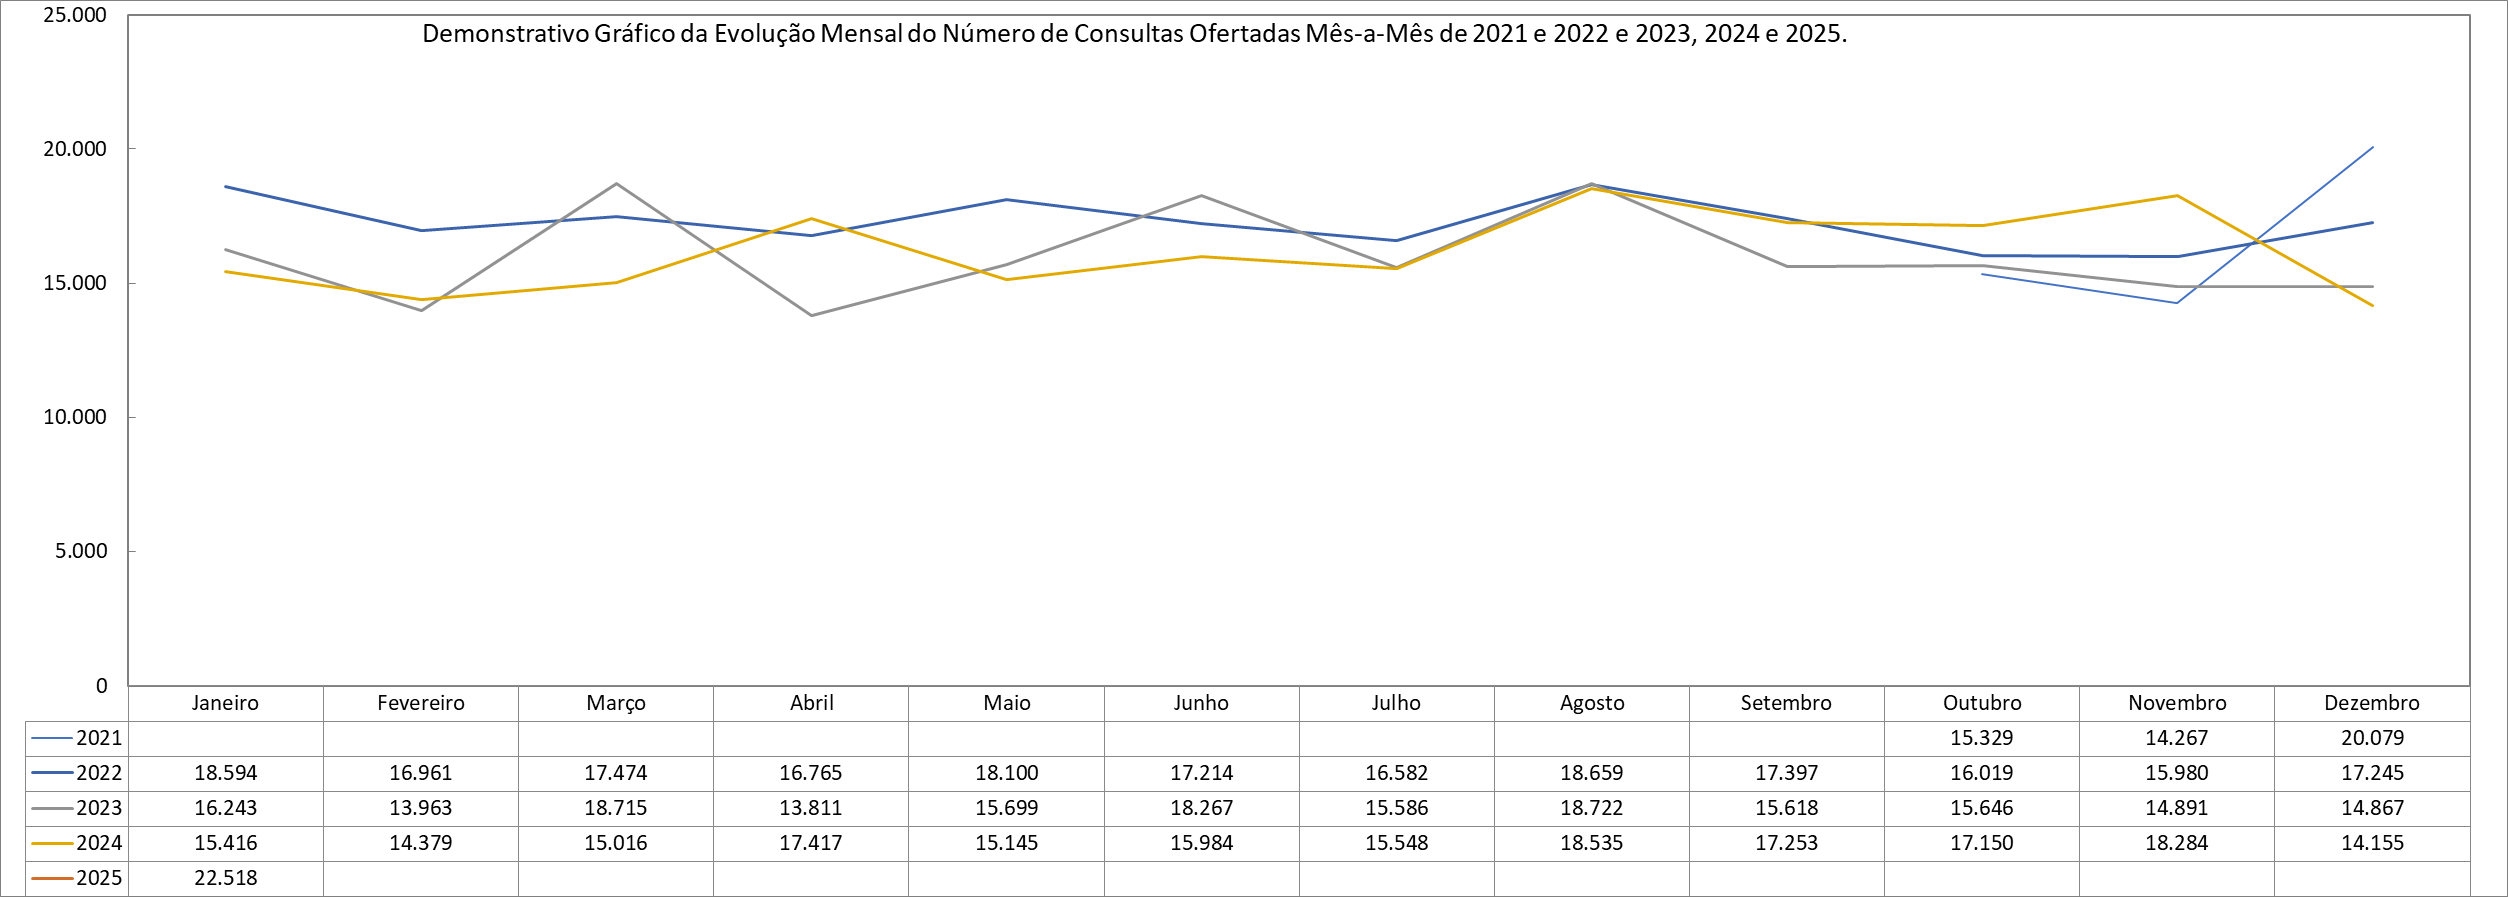 Demonstrativo Gráfico da Evolução Mensal do Número de Consultas Ofertadas Mês-a-Mês de 2021 e 2022 e 2023, 2024 e 2025.
25.000
20.000
15.000
10.000
5.000
0
Janeiro Fevereiro Março Abril Maio Junho Julho Agosto Setembro Outubro Novembro Dezembro
2021 15.329 14.267 20.079
2022 18.594 16.961 17.474 16.765 18.100 17.214 16.582 18.659 17.397 16.019 15.980 17.245
2023 16.243 13.963 18.715 13.811 15.699 18.267 15.586 18.722 15.618 15.646 14.891 14.867
2024 15.416 14.379 15.016 17.417 15.145 15.984 15.548 18.535 17.253 17.150 18.284 14.155
2025 22.518